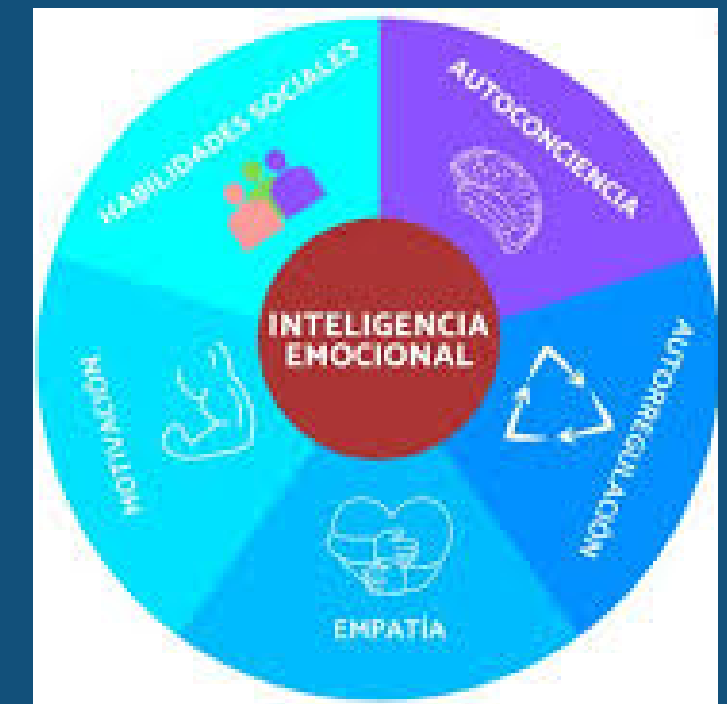 HABILIDADES SOCIALES
AUTOCONCIENCIA
INTELIGENCIA
EMOCIONAL
MOTIVACIÓN
AUTORREGULACIÓN
EMPATÍA